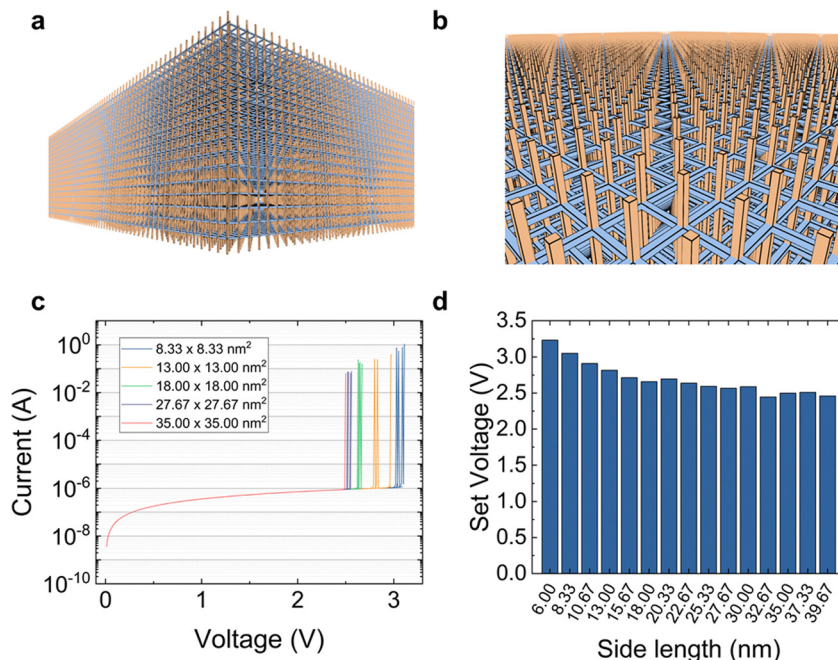 a
b
c
10⁰
10⁻²
10⁻⁴
10⁻⁶
10⁻⁸
10⁻¹⁰
Current (A)
8.33 x 8.33 nm²
13.00 x 13.00 nm²
18.00 x 18.00 nm²
27.67 x 27.67 nm²
35.00 x 35.00 nm²
0 1 2 3
Voltage (V)
d
3.5
3.0
2.5
2.0
1.5
1.0
0.5
0.0
Set Voltage (V)
6.00 8.33 10.67 13.00 15.67 18.00 20.33 22.67 25.33 27.67 30.00 32.67 35.00 37.33 39.67
Side length (nm)